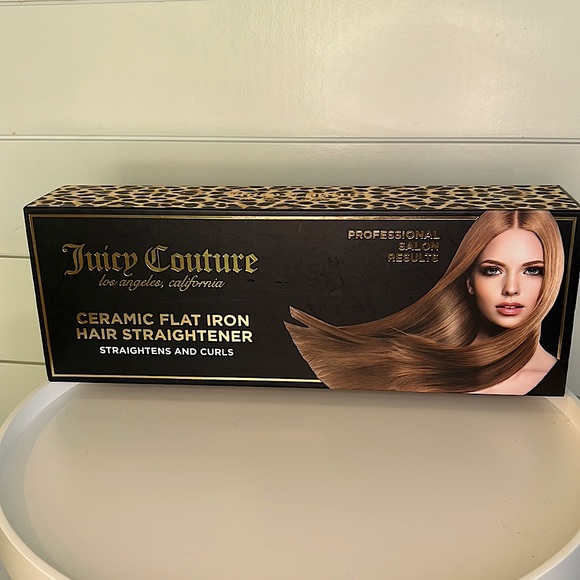 Juicy Couture
los angeles, california
CERAMIC FLAT IRON
HAIR STRAIGHTENER
STRAIGHTENS AND CURLS
PROFESSIONAL
SALON
RESULTS